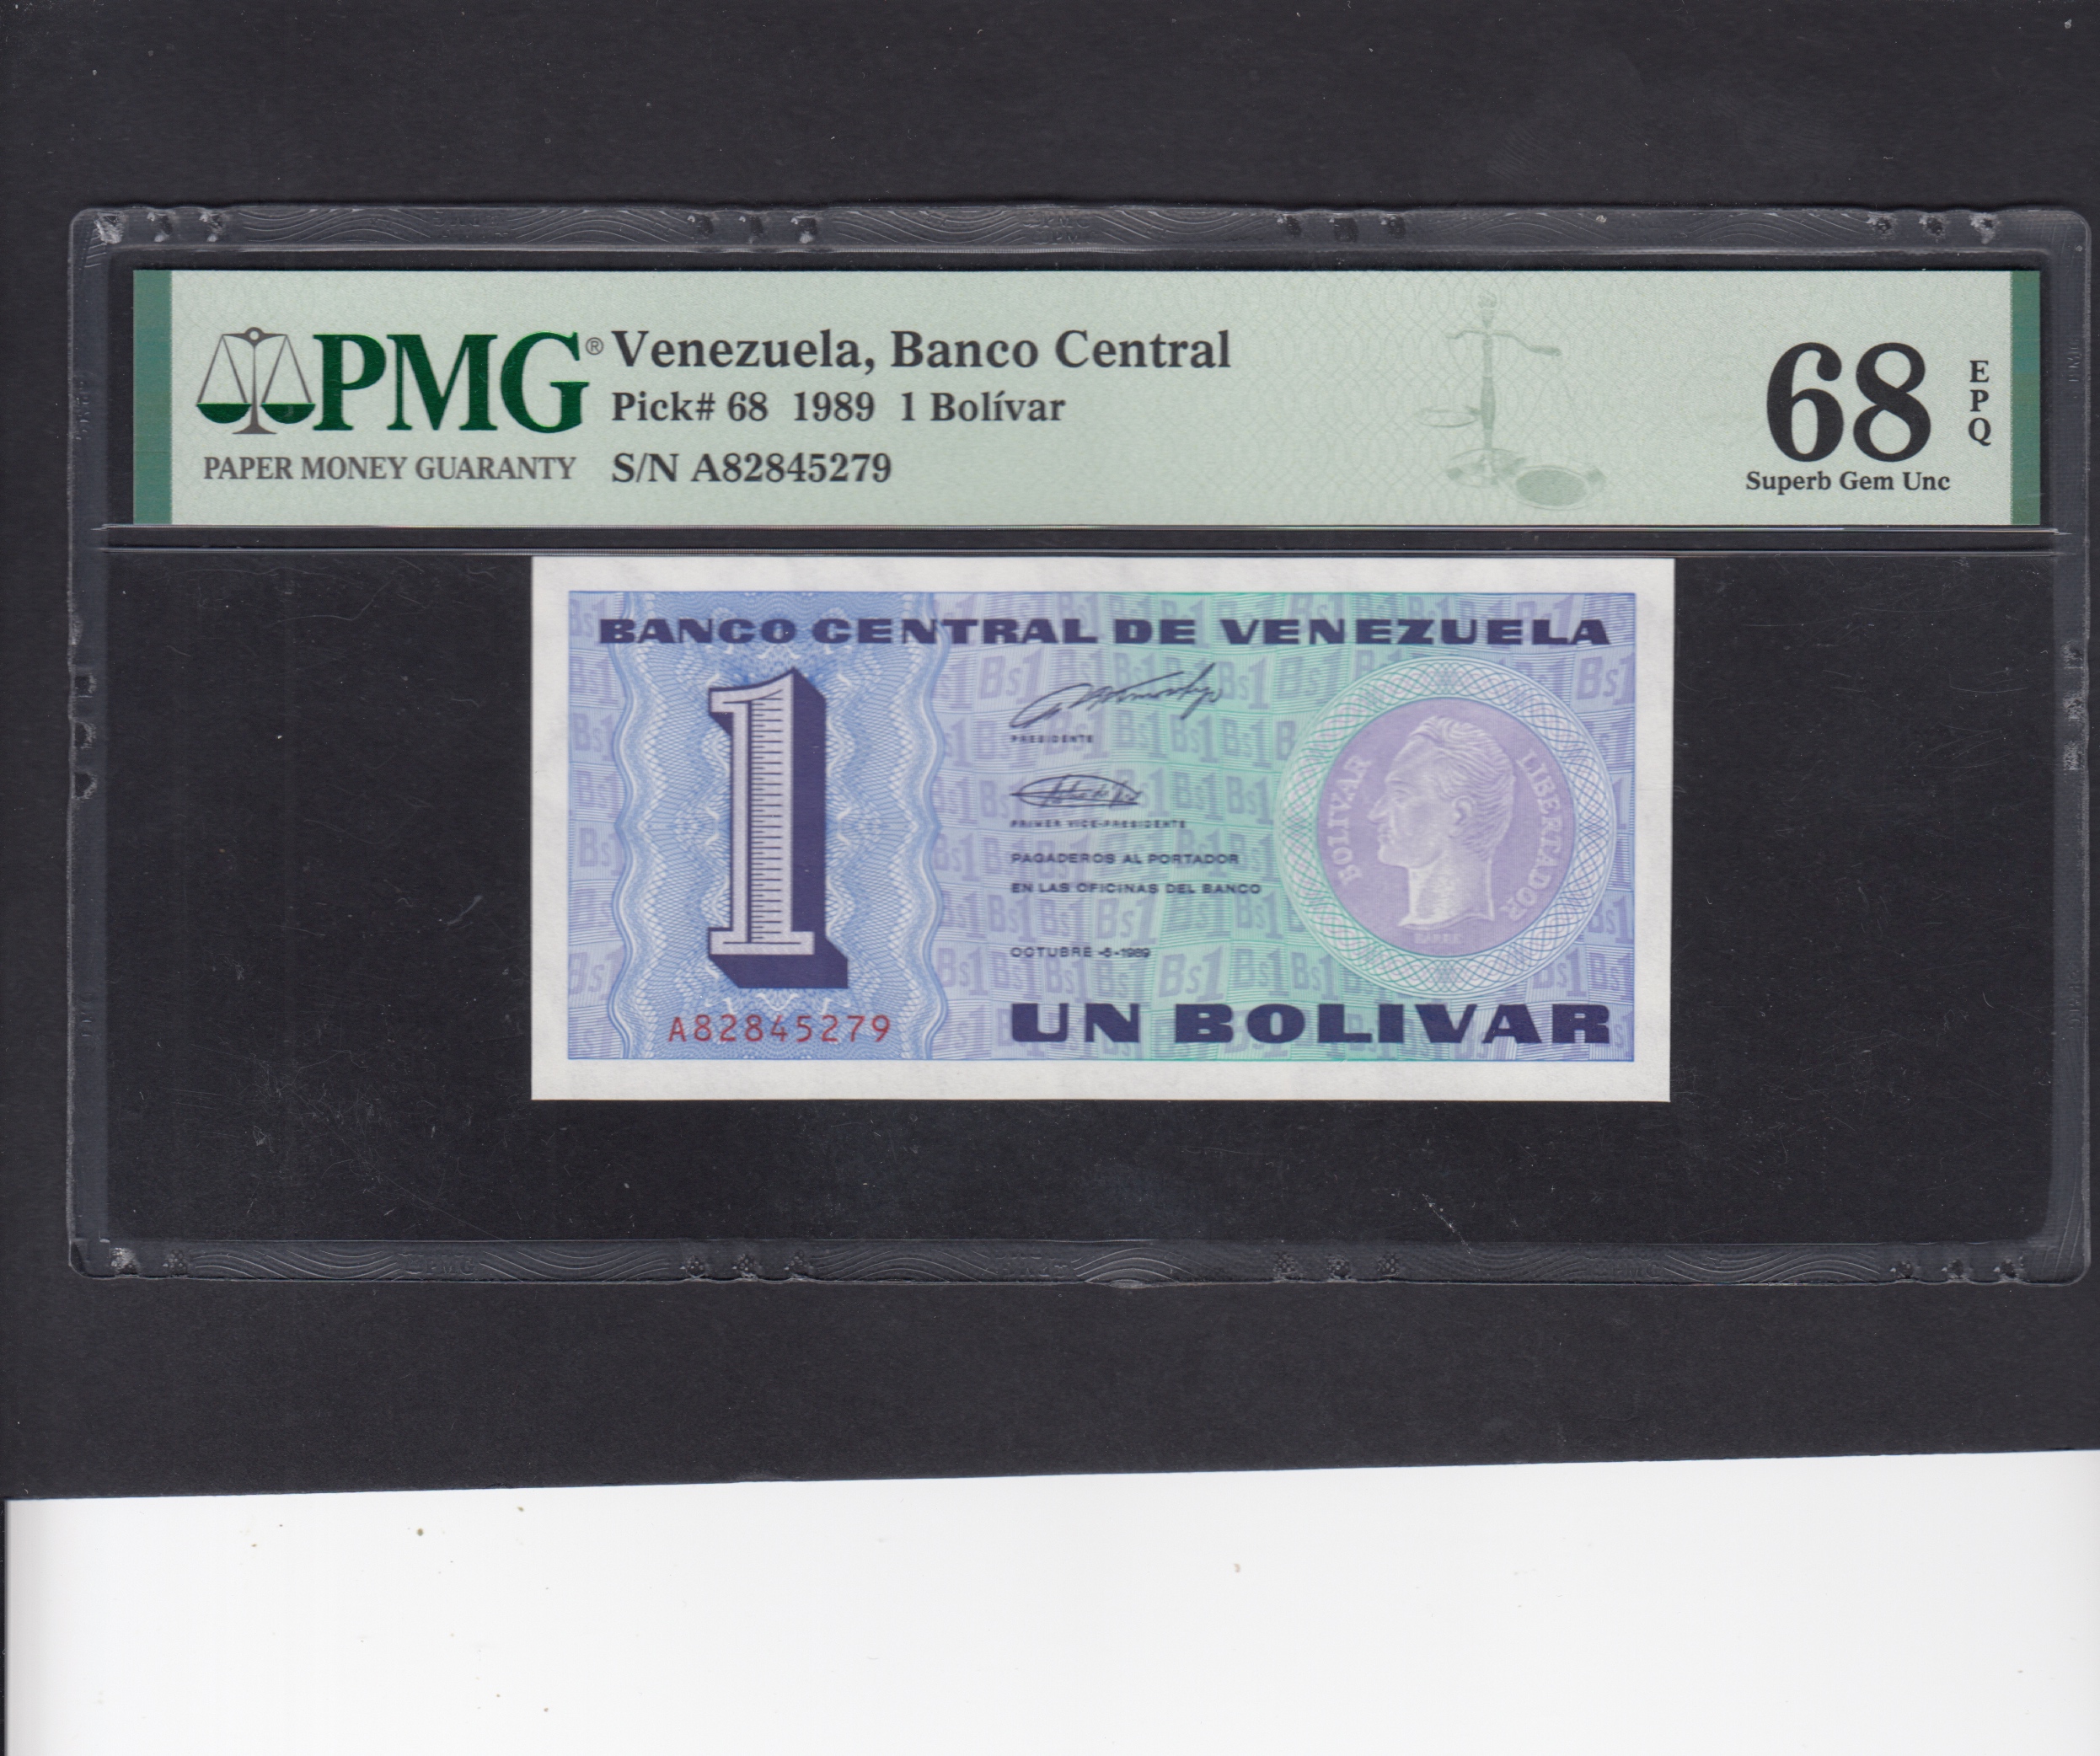 PMG® Venezuela, Banco Central
Pick# 68 1989 1 Bolívar
PAPER MONEY GUARANTY S/N A82845279
68 EPQ
Superb Gem Unc
BANCO CENTRAL DE VENEZUELA
1
PRESIDENTE
PRIMER VICE-PRESIDENTE
PAGADEROS AL PORTADOR
EN LAS OFICINAS DEL BANCO
OCTUBRE -5-1989
BOLIVAR LIBERTADOR
BARRE
A82845279
UN BOLIVAR
Bs1